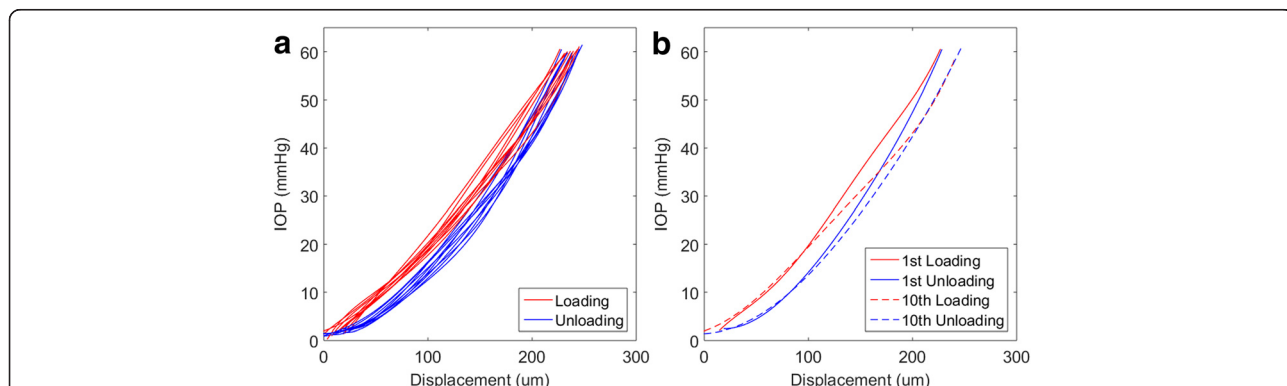 a
60
50
40
30
20
10
0
IOP (mmHg)
Loading
Unloading
0
100
200
300
Displacement (um)
b
60
50
40
30
20
10
0
IOP (mmHg)
1st Loading
1st Unloading
10th Loading
10th Unloading
0
100
200
300
Displacement (um)